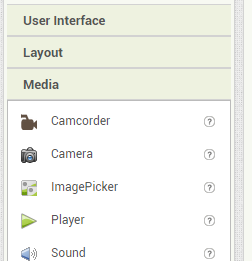 User Interface
Layout
Media
Camcorder ?
Camera ?
ImagePicker ?
Player ?
Sound ?